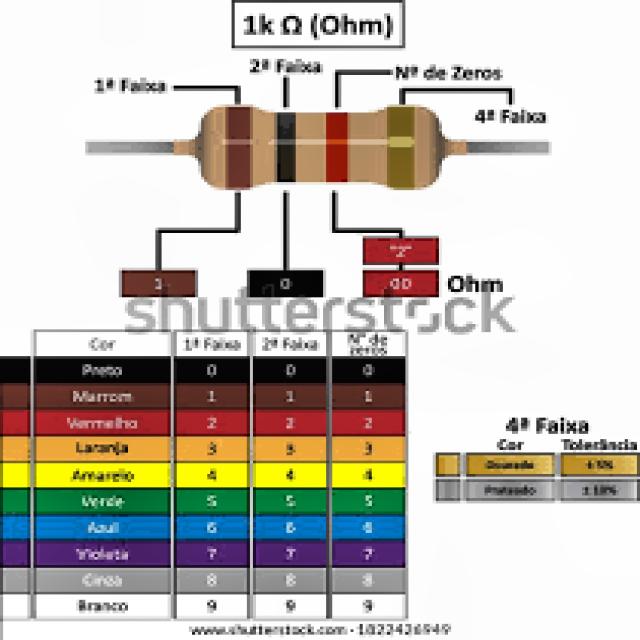 1k Ω (Ohm)
2ª Faixa
1ª Faixa
Nº de Zeros
4ª Faixa
1
0
"2"
00
Ohm
shutterstock
Cor 1ª Faixa 2ª Faixa Nº de zeros
Preto 0 0 0
Marrom 1 1 1
Vermelho 2 2 2
Laranja 3 3 3
Amarelo 4 4 4
Verde 5 5 5
Azul 6 6 6
Violeta 7 7 7
Cinza 8 8 8
Branco 9 9 9
4ª Faixa
Cor Tolerância
Dourado ±5%
Prateado ±10%
www.shutterstock.com · 1822426949